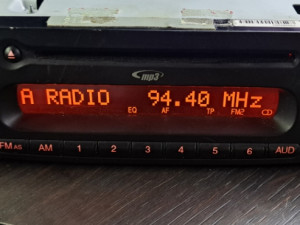 mp3
A RADIO 94.40 MHz
EQ AF TP FM2 CD
FM AS AM 1 2 3 4 5 6 AUD